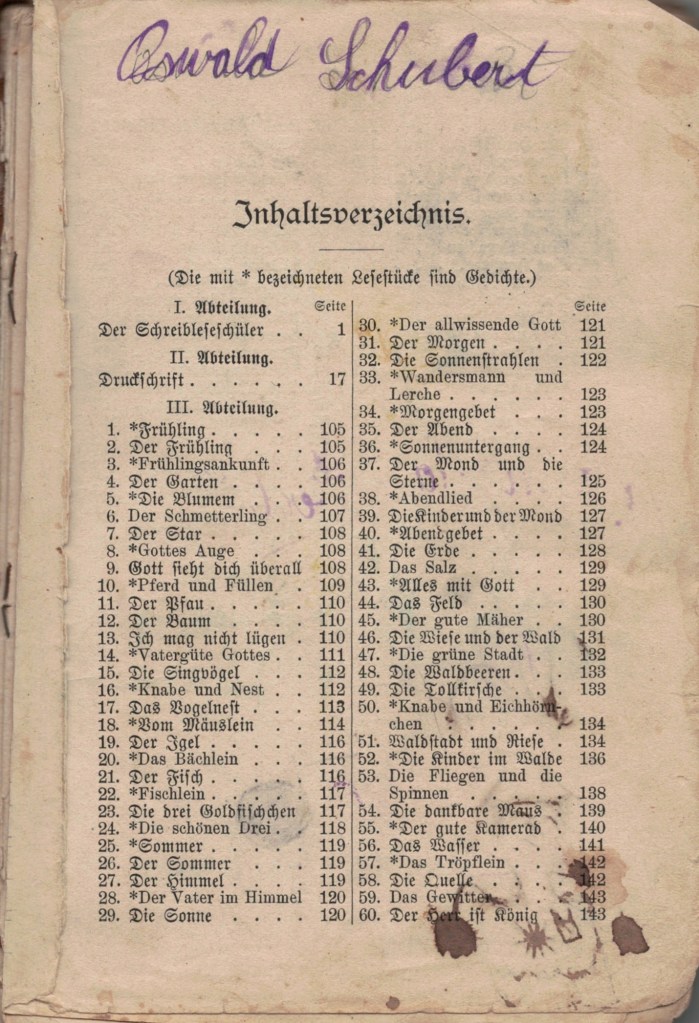 Oswald Schubert
Inhaltsverzeichnis.
(Die mit * bezeichneten Lesestücke sind Gedichte.)
I. Abteilung. Seite
Der Schreibleseschüler . . 1
II. Abteilung.
Druckschrift . . . . . . 17
III. Abteilung.
1. *Frühling . . . . . 105
2. Der Frühling . . . 105
3. *Frühlingsankunft . . 106
4. Der Garten . . . . 106
5. *Die Blumem . . . 106
6. Der Schmetterling . . 107
7. Der Star . . . . . 108
8. *Gottes Auge . . . 108
9. Gott sieht dich überall 108
10. *Pferd und Füllen . . 109
11. Der Pfau . . . . . 110
12. Der Baum . . . . 110
13. Ich mag nicht lügen . 110
14. *Vatergüte Gottes . . 111
15. Die Singvögel . . . 112
16. *Knabe und Nest . . 112
17. Das Vogelnest . . . 113
18. *Vom Mäuslein . . 114
19. Der Igel . . . . . 116
20. *Das Bächlein . . . 116
21. Der Fisch . . . . . 116
22. *Fischlein . . . . . 117
23. Die drei Goldfischchen 117
24. *Die schönen Drei . . 118
25. *Sommer . . . . . 119
26. Der Sommer . . . 119
27. Der Himmel . . . . 119
28. *Der Vater im Himmel 120
29. Die Sonne . . . . 120
Seite
30. *Der allwissende Gott 121
31. Der Morgen . . . . 121
32. Die Sonnenstrahlen . 122
33. *Wandersmann und
Lerche . . . . . . 123
34. *Morgengebet . . . 123
35. Der Abend . . . . 124
36. *Sonnenuntergang . . 124
37. Der Mond und die
Sterne . . . . . . 125
38. *Abendlied . . . . 126
39. Die Kinder und der Mond 127
40. *Abendgebet . . . . 127
41. Die Erde . . . . . 128
42. Das Salz . . . . . 129
43. *Alles mit Gott . . . 129
44. Das Feld . . . . . 130
45. *Der gute Mäher . . 130
46. Die Wiese und der Wald 131
47. *Die grüne Stadt . . 132
48. Die Waldbeeren . . . 133
49. Die Tollkirsche . . . 133
50. *Knabe und Eichhörn-
chen . . . . . . 134
51. Waldstadt und Riese . 134
52. *Die Kinder im Walde 136
53. Die Fliegen und die
Spinnen . . . . . 138
54. Die dankbare Maus . 139
55. *Der gute Kamerad . 140
56. Das Wasser . . . . 141
57. *Das Tröpflein . . . 142
58. Die Quelle . . . . 142
59. Das Gewitter . . . 143
60. Der Herr ist König 143